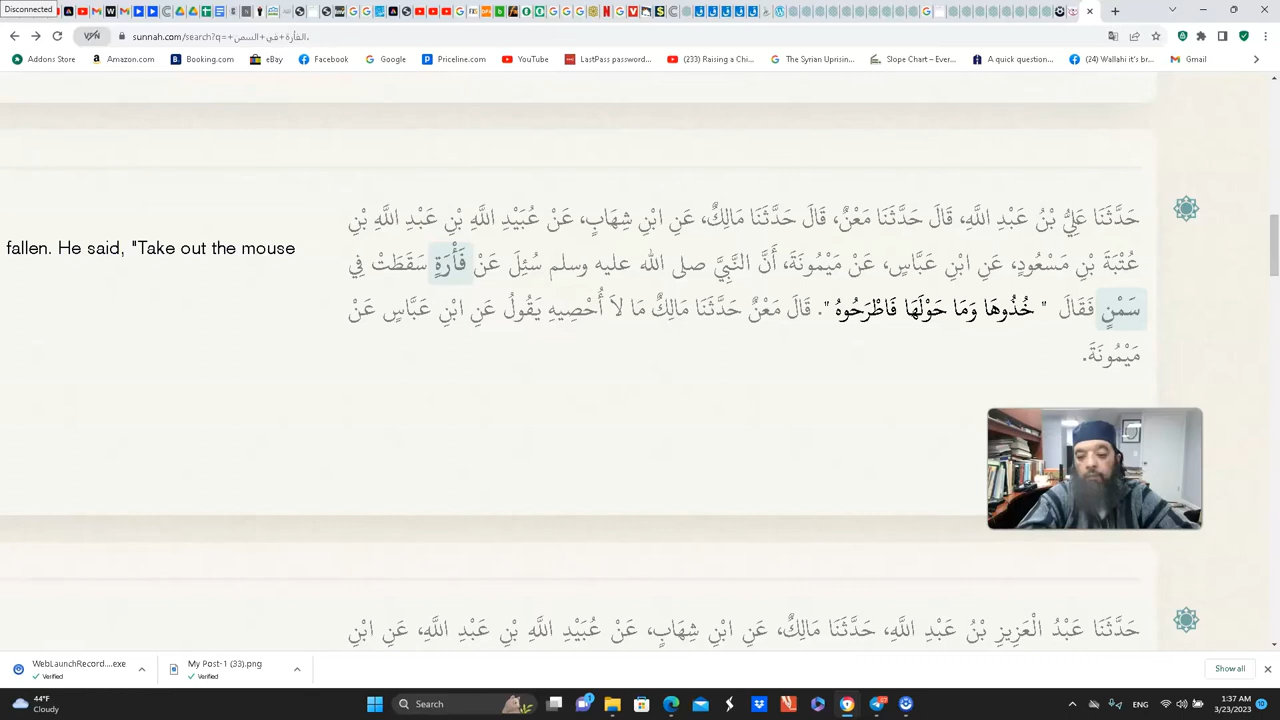 Disconnected
sunnah.com/search?q=+الفأرة+في+السمن.
Addons Store
Amazon.com
Booking.com
eBay
Facebook
Google
Priceline.com
YouTube
LastPass password...
(233) Raising a Chi...
The Syrian Uprisin...
Slope Chart – Ever...
A quick question...
(24) Wallahi it's br...
Gmail
حَدَّثَنَا عَلِيُّ بْنُ عَبْدِ اللَّهِ، قَالَ حَدَّثَنَا مَعْنٌ، قَالَ حَدَّثَنَا مَالِكٌ، عَنِ ابْنِ شِهَابٍ، عَنْ عُبَيْدِ اللَّهِ بْنِ عَبْدِ اللَّهِ بْنِ
fallen. He said, "Take out the mouse
عُتْبَةَ بْنِ مَسْعُودٍ، عَنِ ابْنِ عَبَّاسٍ، عَنْ مَيْمُونَةَ، أَنَّ النَّبِيَّ صلى الله عليه وسلم سُئِلَ عَنْ فَأْرَةٍ سَقَطَتْ فِي
سَمْنٍ فَقَالَ " خُذُوهَا وَمَا حَوْلَهَا فَاطْرَحُوهُ ". قَالَ مَعْنٌ حَدَّثَنَا مَالِكٌ مَا لاَ أُحْصِيهِ يَقُولُ عَنِ ابْنِ عَبَّاسٍ عَنْ
مَيْمُونَةَ.
حَدَّثَنَا عَبْدُ الْعَزِيزِ بْنُ عَبْدِ اللَّهِ، حَدَّثَنَا مَالِكٌ، عَنِ ابْنِ شِهَابٍ، عَنْ عُبَيْدِ اللَّهِ بْنِ عَبْدِ اللَّهِ، عَنِ ابْنِ
WebLaunchRecord....exe
Verified
My Post-1 (33).png
Verified
Show all
44°F
Cloudy
Search
ENG
1:37 AM
3/23/2023